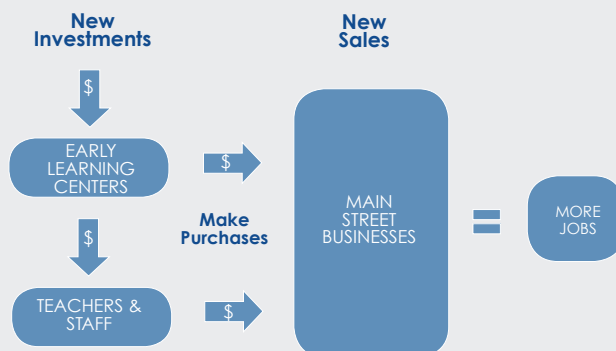 New
Investments
New
Sales
$
EARLY
LEARNING
CENTERS
$
MAIN
STREET
BUSINESSES
=
MORE
JOBS
$
Make
Purchases
TEACHERS &
STAFF
$